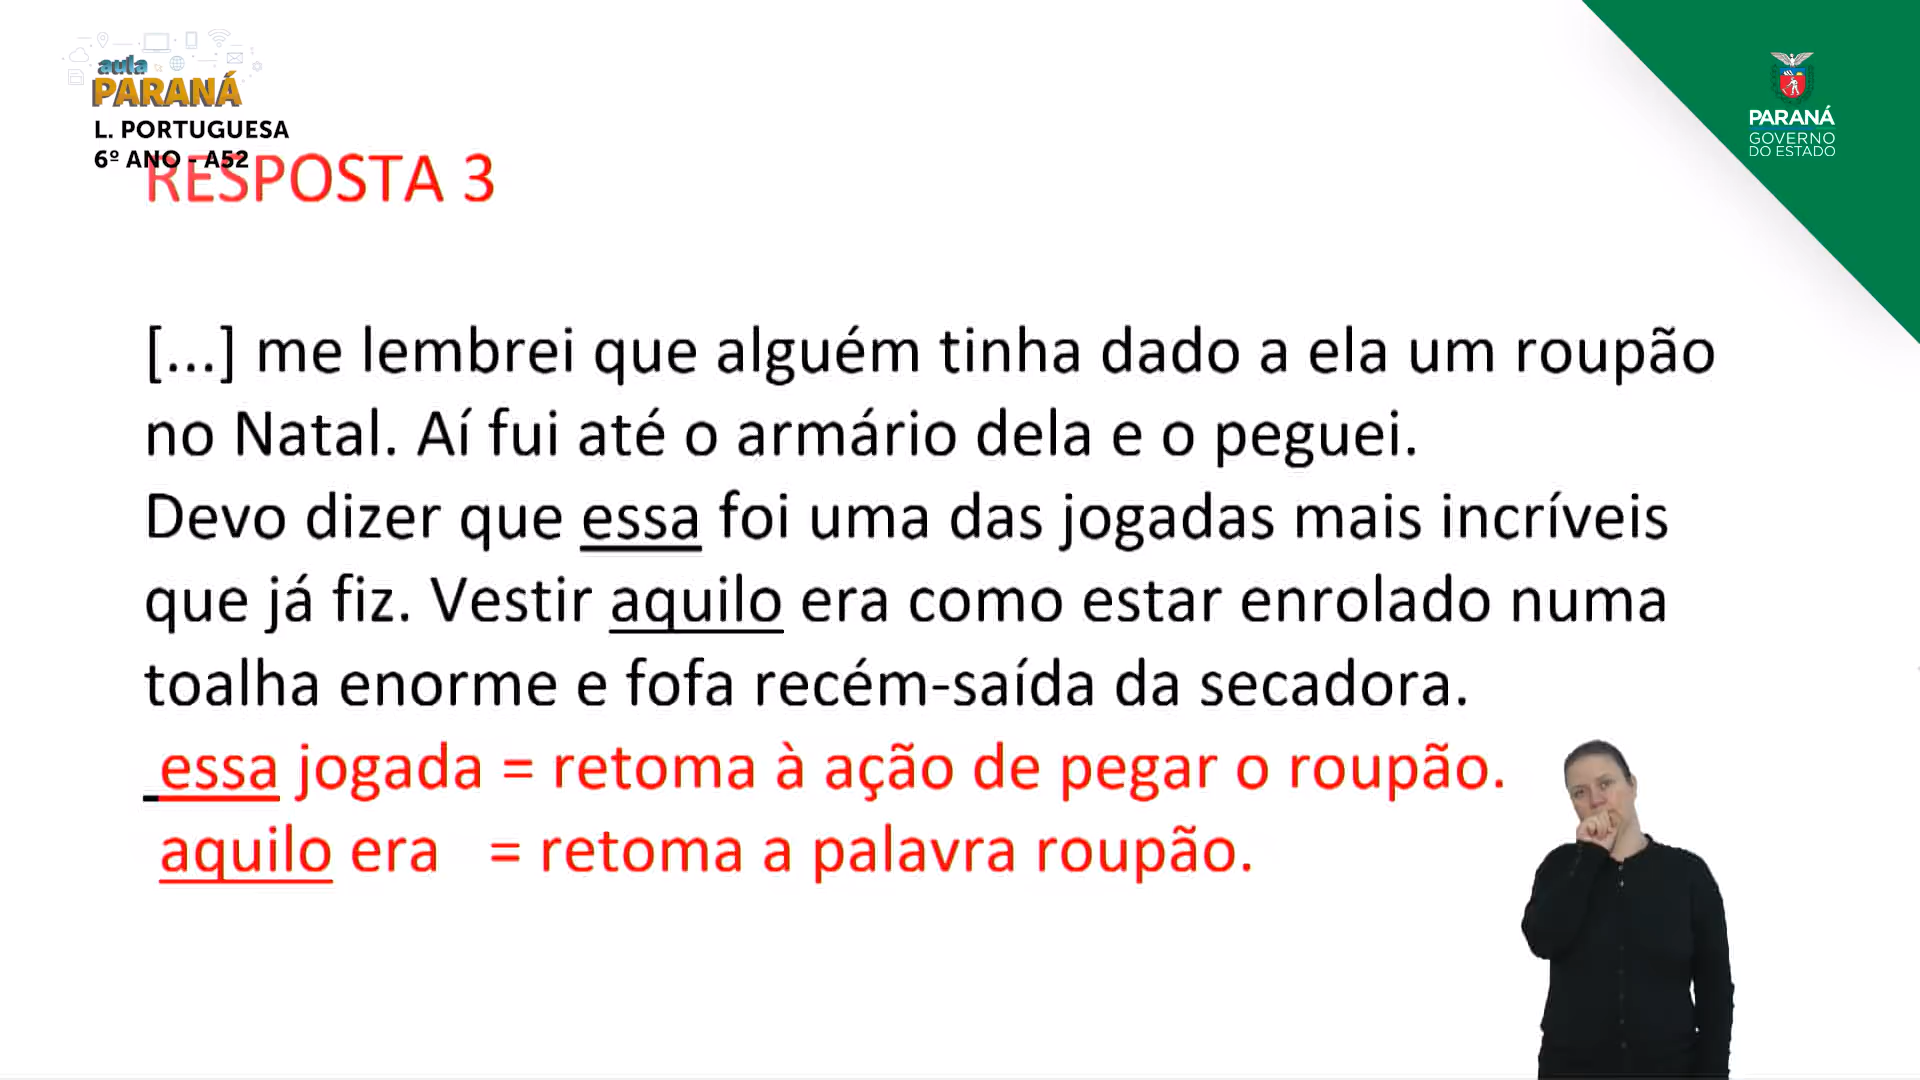 aula
PARANÁ
L. PORTUGUESA
6º ANO - A52
PARANÁ
GOVERNO
DO ESTADO
RESPOSTA 3
[...] me lembrei que alguém tinha dado a ela um roupão
no Natal. Aí fui até o armário dela e o peguei.
Devo dizer que essa foi uma das jogadas mais incríveis
que já fiz. Vestir aquilo era como estar enrolado numa
toalha enorme e fofa recém-saída da secadora.
essa jogada = retoma à ação de pegar o roupão.
aquilo era = retoma a palavra roupão.